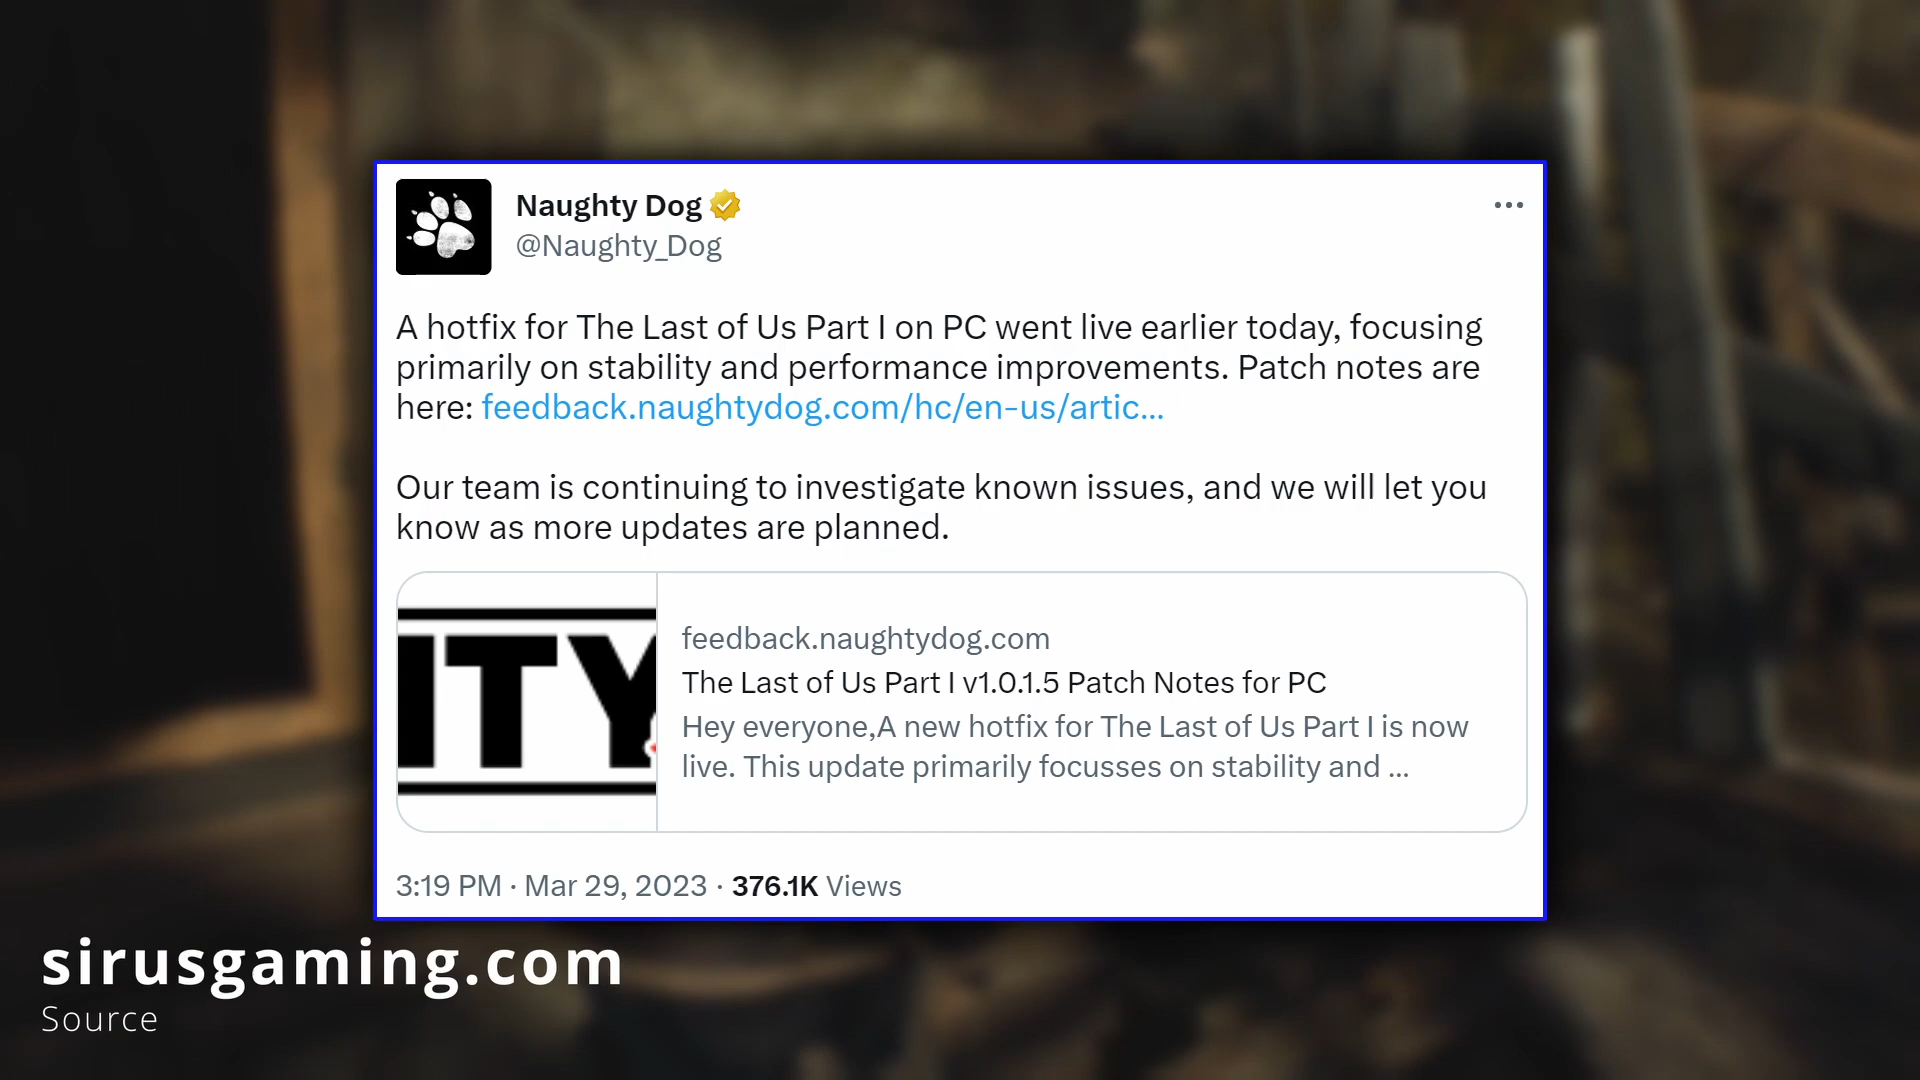 Naughty Dog
@Naughty_Dog
A hotfix for The Last of Us Part I on PC went live earlier today, focusing
primarily on stability and performance improvements. Patch notes are
here: feedback.naughtydog.com/hc/en-us/artic...
Our team is continuing to investigate known issues, and we will let you
know as more updates are planned.
ITY
feedback.naughtydog.com
The Last of Us Part I v1.0.1.5 Patch Notes for PC
Hey everyone,A new hotfix for The Last of Us Part I is now
live. This update primarily focusses on stability and ...
3:19 PM · Mar 29, 2023 · 376.1K Views
sirusgaming.com
Source